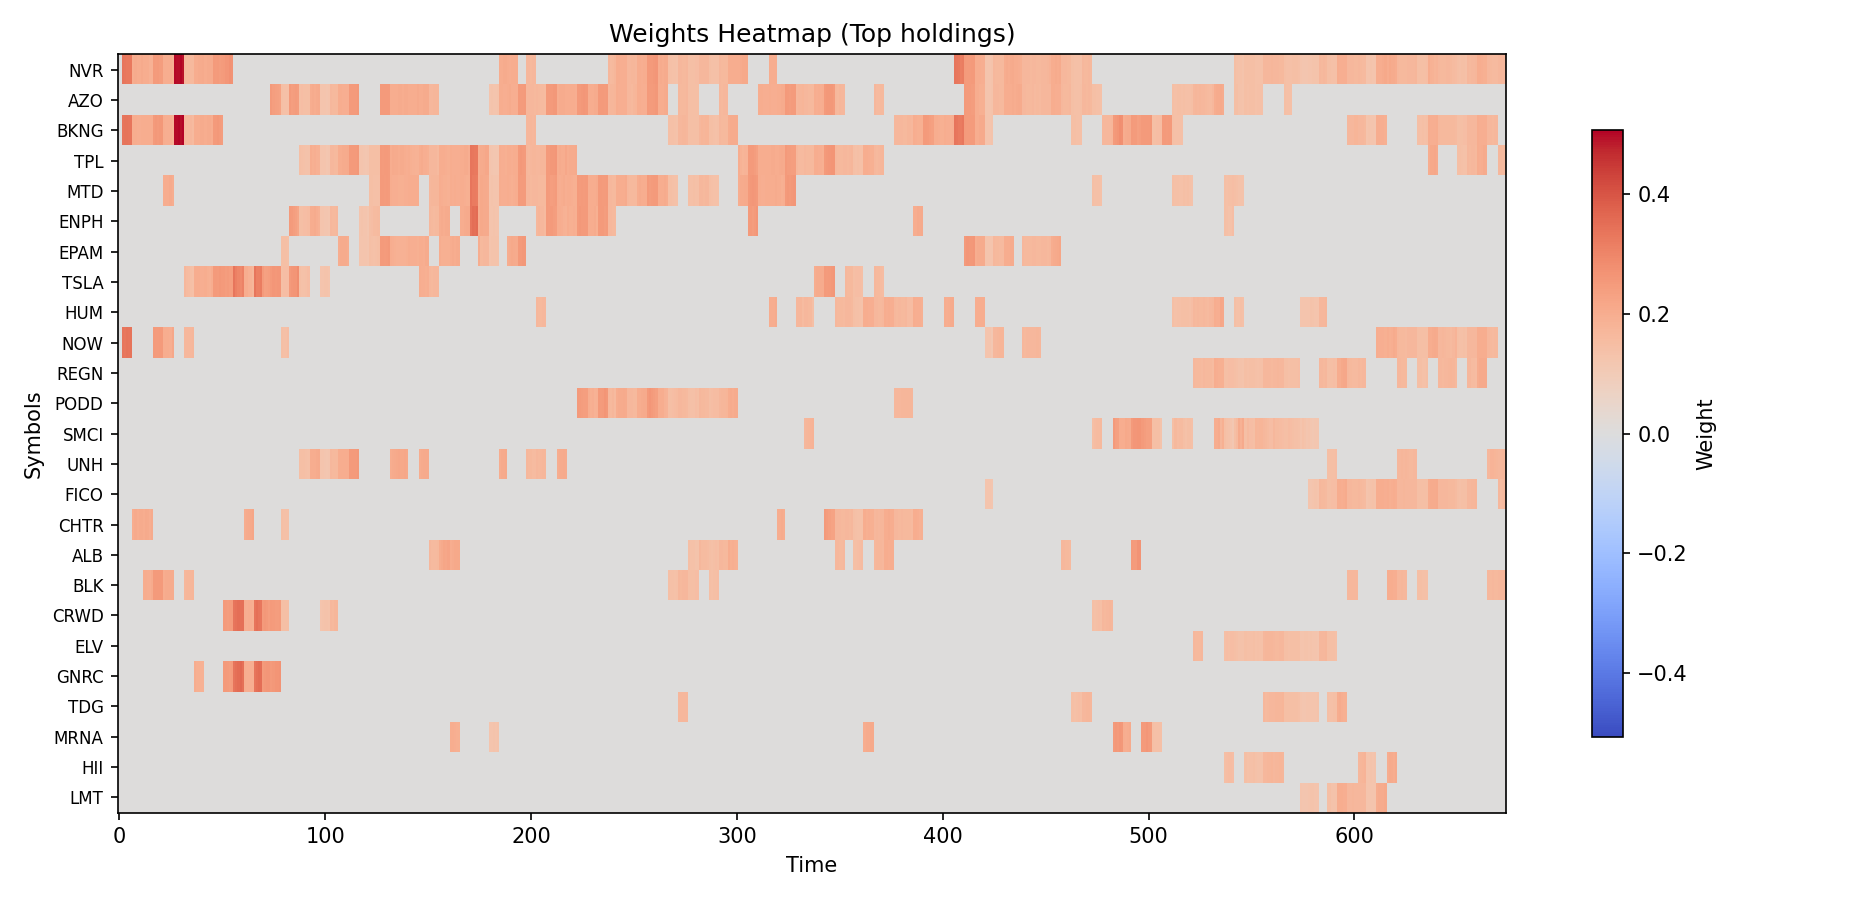 Weights Heatmap (Top holdings)
Symbols
NVR
AZO
BKNG
TPL
MTD
ENPH
EPAM
TSLA
HUM
NOW
REGN
PODD
SMCI
UNH
FICO
CHTR
ALB
BLK
CRWD
ELV
GNRC
TDG
MRNA
HII
LMT
0 100 200 300 400 500 600
Time
0.4
0.2
0.0
−0.2
−0.4
Weight